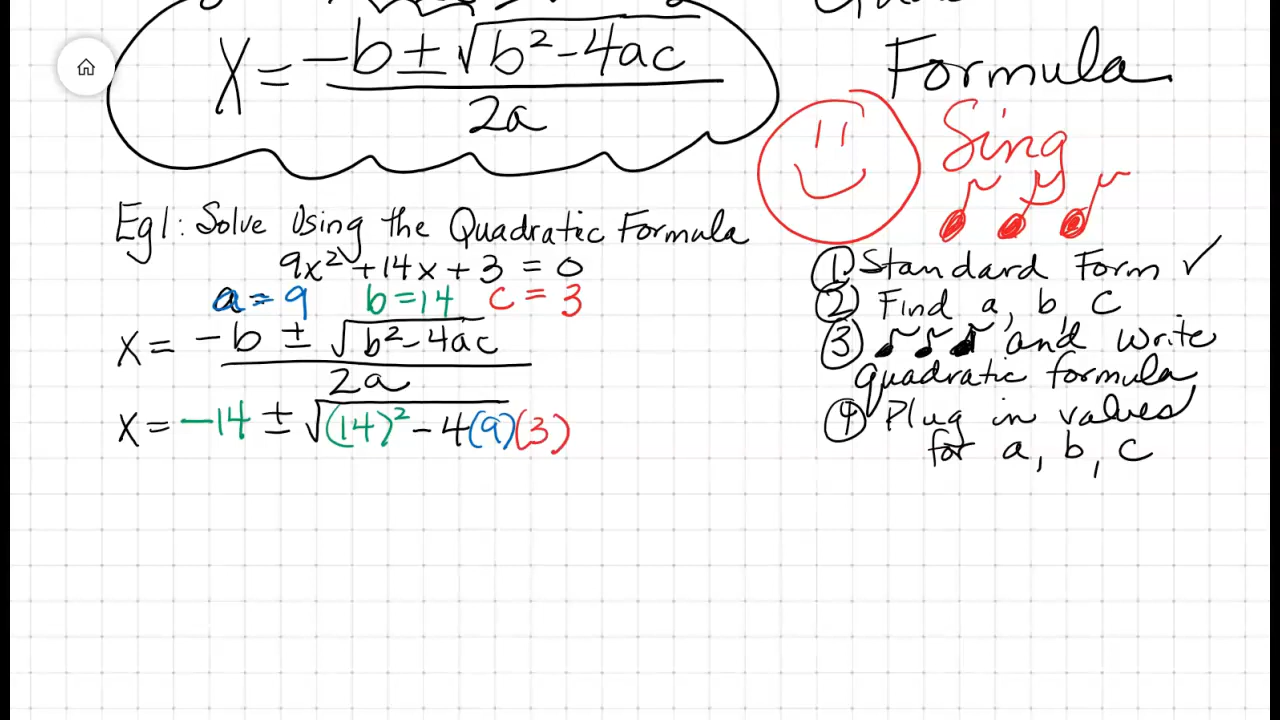 X = -b ± √b² - 4ac
2a
Formula
Sing
Eg1: Solve Using the Quadratic Formula
9x² + 14x + 3 = 0
a = 9 b = 14 c = 3
x = -b ± √b² - 4ac
2a
x = -14 ± √(14)² - 4(9)(3)
① Standard Form ✓
② Find a, b, c
③ ♪ ♪ ♪ and write
quadratic formula
④ Plug in values
for a, b, c